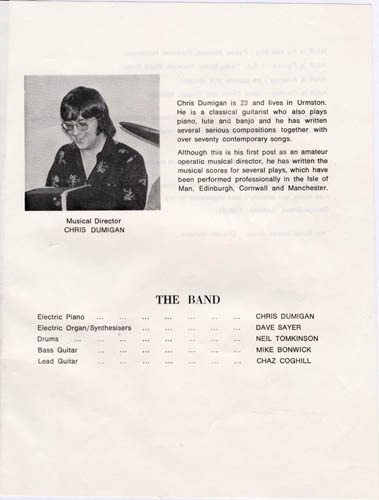 Chris Dumigan is 23 and lives in Urmston.
He is a classical guitarist who also plays
piano, lute and banjo and he has written
several serious compositions together with
over seventy contemporary songs.
Although this is his first post as an amateur
operatic musical director, he has written the
musical scores for several plays, which have
been performed professionally in the Isle of
Man, Edinburgh, Cornwall and Manchester.
Musical Director
CHRIS DUMIGAN
THE BAND
Electric Piano ... ... ... ... ... ... CHRIS DUMIGAN
Electric Organ/Synthesisers ... ... ... ... ... DAVE SAYER
Drums ... ... ... ... ... ... ... NEIL TOMKINSON
Bass Guitar ... ... ... ... ... ... MIKE BONWICK
Lead Guitar ... ... ... ... ... ... CHAZ COGHILL